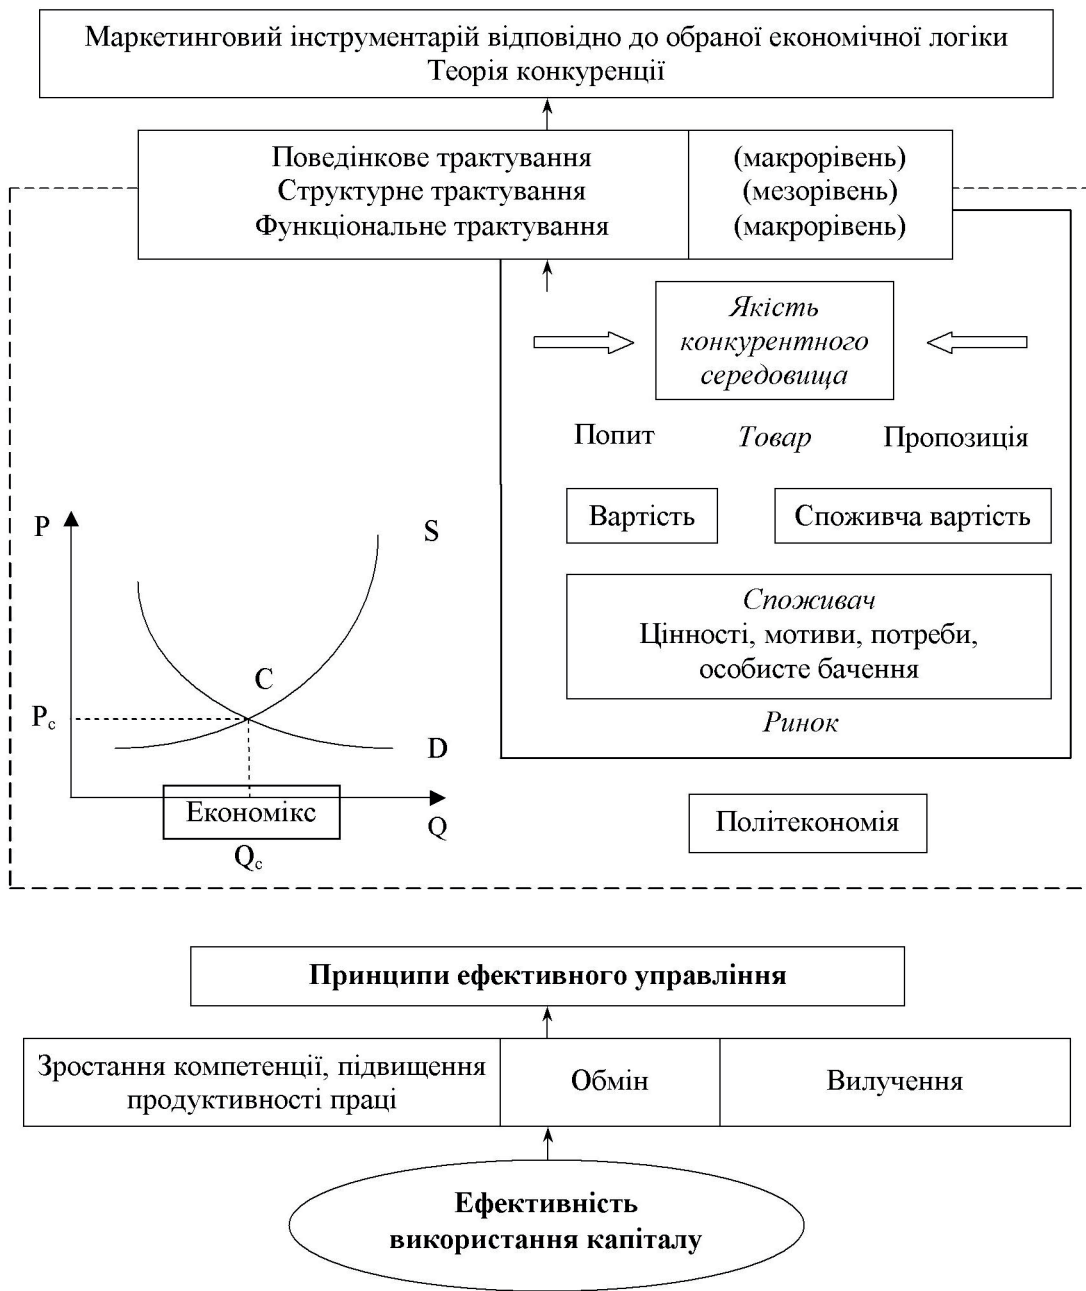 Маркетинговий інструментарій відповідно до обраної економічної логіки
Теорія конкуренції
Поведінкове трактування
Структурне трактування
Функціональне трактування
(макрорівень)
(мезорівень)
(макрорівень)
Якість
конкурентного
середовища
Попит
Товар
Пропозиція
Вартість
Споживча вартість
Споживач
Цінності, мотиви, потреби,
особисте бачення
Ринок
P
S
C
Pc
D
Економікс
Q
Qc
Політекономія
Принципи ефективного управління
Зростання компетенції, підвищення
продуктивності праці
Обмін
Вилучення
Ефективність
використання капіталу